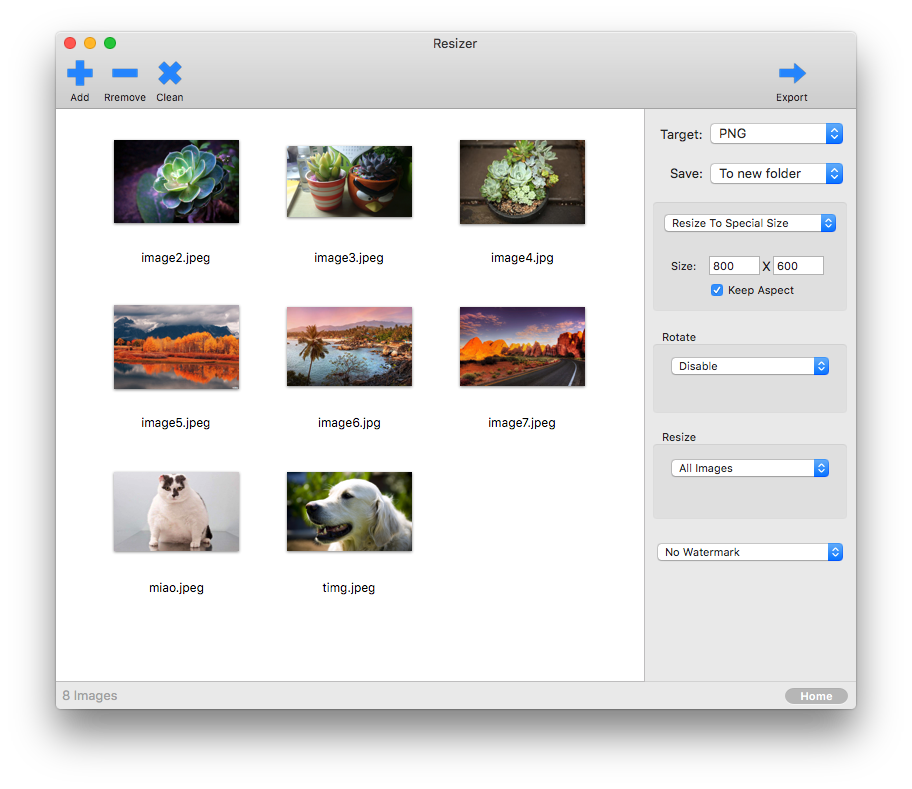 Resizer
Add Rremove Clean Export
Target: PNG
Save: To new folder
Resize To Special Size
Size: 800 X 600
Keep Aspect
Rotate
Disable
Resize
All Images
No Watermark
image2.jpeg image3.jpeg image4.jpg
image5.jpeg image6.jpg image7.jpeg
miao.jpeg timg.jpeg
8 Images Home